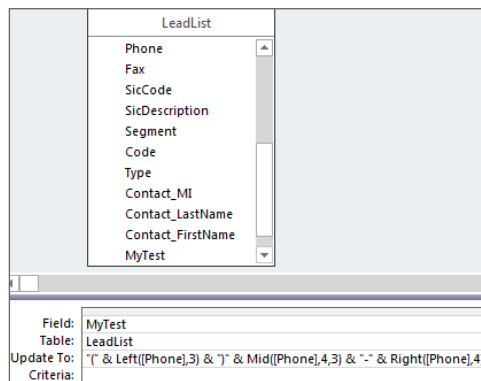 LeadList
Phone
Fax
SicCode
SicDescription
Segment
Code
Type
Contact_MI
Contact_LastName
Contact_FirstName
MyTest
Field: MyTest
Table: LeadList
Update To: "(" & Left([Phone],3) & ")" & Mid([Phone],4,3) & "-" & Right([Phone],4
Criteria: